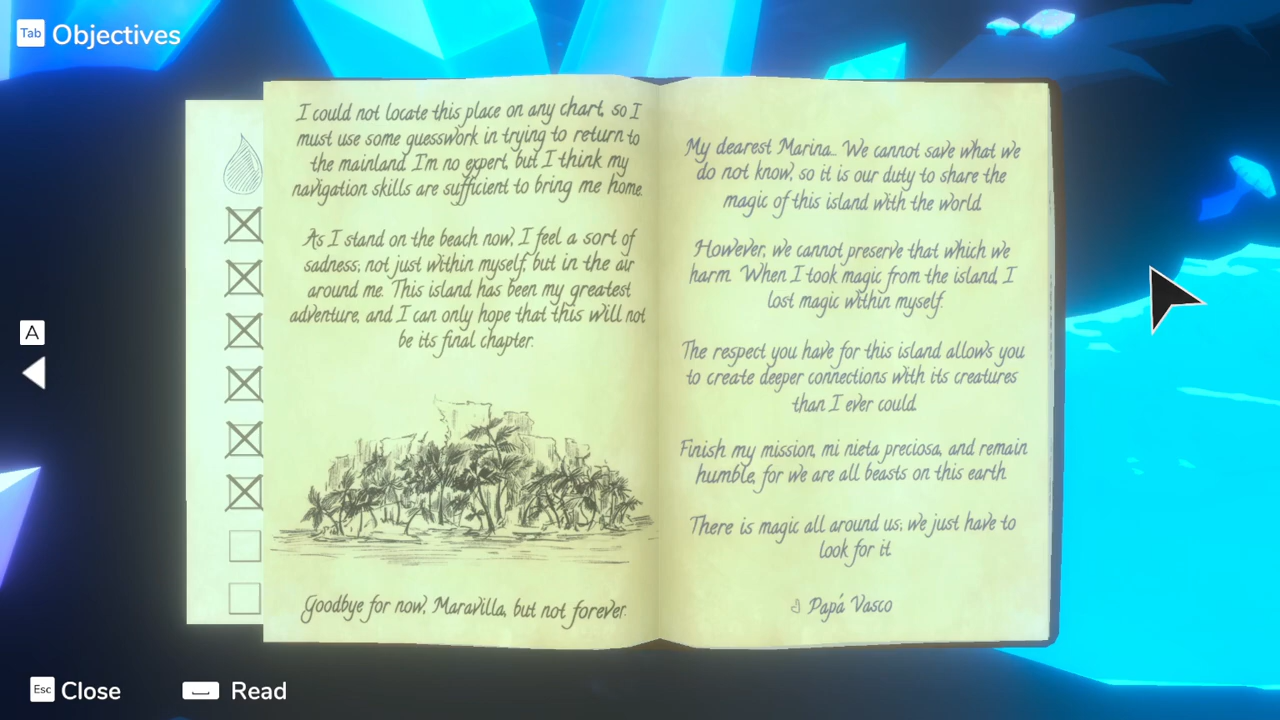 Tab Objectives
I could not locate this place on any chart, so I
must use some guesswork in trying to return to
the mainland. I'm no expert, but I think my
navigation skills are sufficient to bring me home.
As I stand on the beach now, I feel a sort of
sadness; not just within myself, but in the air
around me. This island has been my greatest
adventure, and I can only hope that this will not
be its final chapter.
Goodbye for now, Maravilla, but not forever.
My dearest Marina... We cannot save what we
do not know, so it is our duty to share the
magic of this island with the world.
However, we cannot preserve that which we
harm. When I took magic from the island, I
lost magic within myself.
The respect you have for this island allows you
to create deeper connections with its creatures
than I ever could.
Finish my mission, mi nieta preciosa, and remain
humble, for we are all beasts on this earth.
There is magic all around us; we just have to
look for it.
Papá Vasco
A
Esc Close
Read